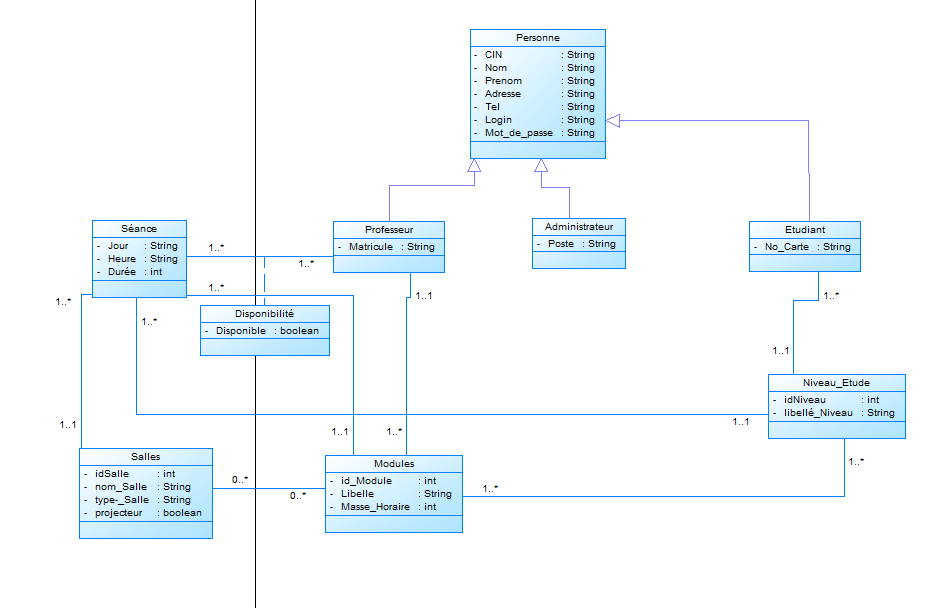 Personne
- CIN : String
- Nom : String
- Prenom : String
- Adresse : String
- Tel : String
- Login : String
- Mot_de_passe : String
Séance
- Jour : String
- Heure : String
- Durée : int
Professeur
- Matricule : String
Administrateur
- Poste : String
Etudiant
- No_Carte : String
1..*
1..*
1..*
1..*
1..*
1..1
1..*
Disponibilité
- Disponible : boolean
1..1
Niveau_Etude
- idNiveau : int
- libellé_Niveau : String
1..1
1..1
1..*
1..1
1..*
Salles
- idSalle : int
- nom_Salle : String
- type-_Salle : String
- projecteur : boolean
0..*
0..*
Modules
- id_Module : int
- Libelle : String
- Masse_Horaire : int
1..*